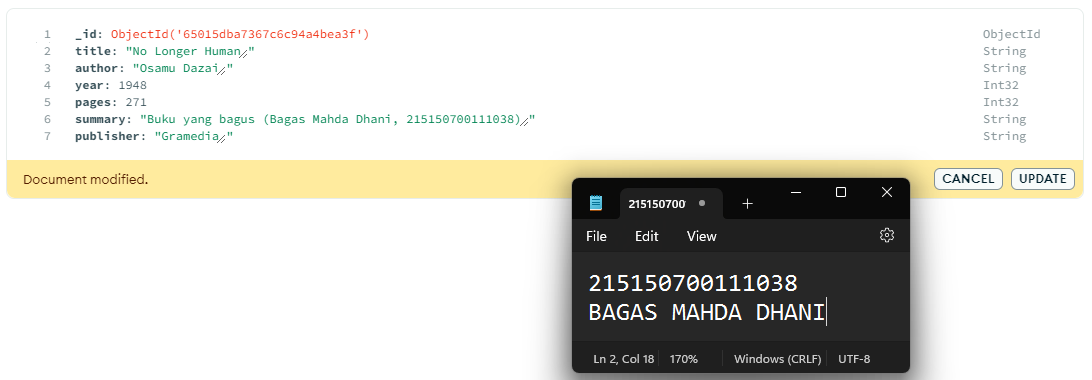 1 _id: ObjectId('65015dba7367c6c94a4bea3f') ObjectId
2 title: "No Longer Human" String
3 author: "Osamu Dazai" String
4 year: 1948 Int32
5 pages: 271 Int32
6 summary: "Buku yang bagus (Bagas Mahda Dhani, 215150700111038)" String
7 publisher: "Gramedia" String
Document modified. CANCEL UPDATE
215150700
File Edit View
215150700111038
BAGAS MAHDA DHANI
Ln 2, Col 18 170% Windows (CRLF) UTF-8